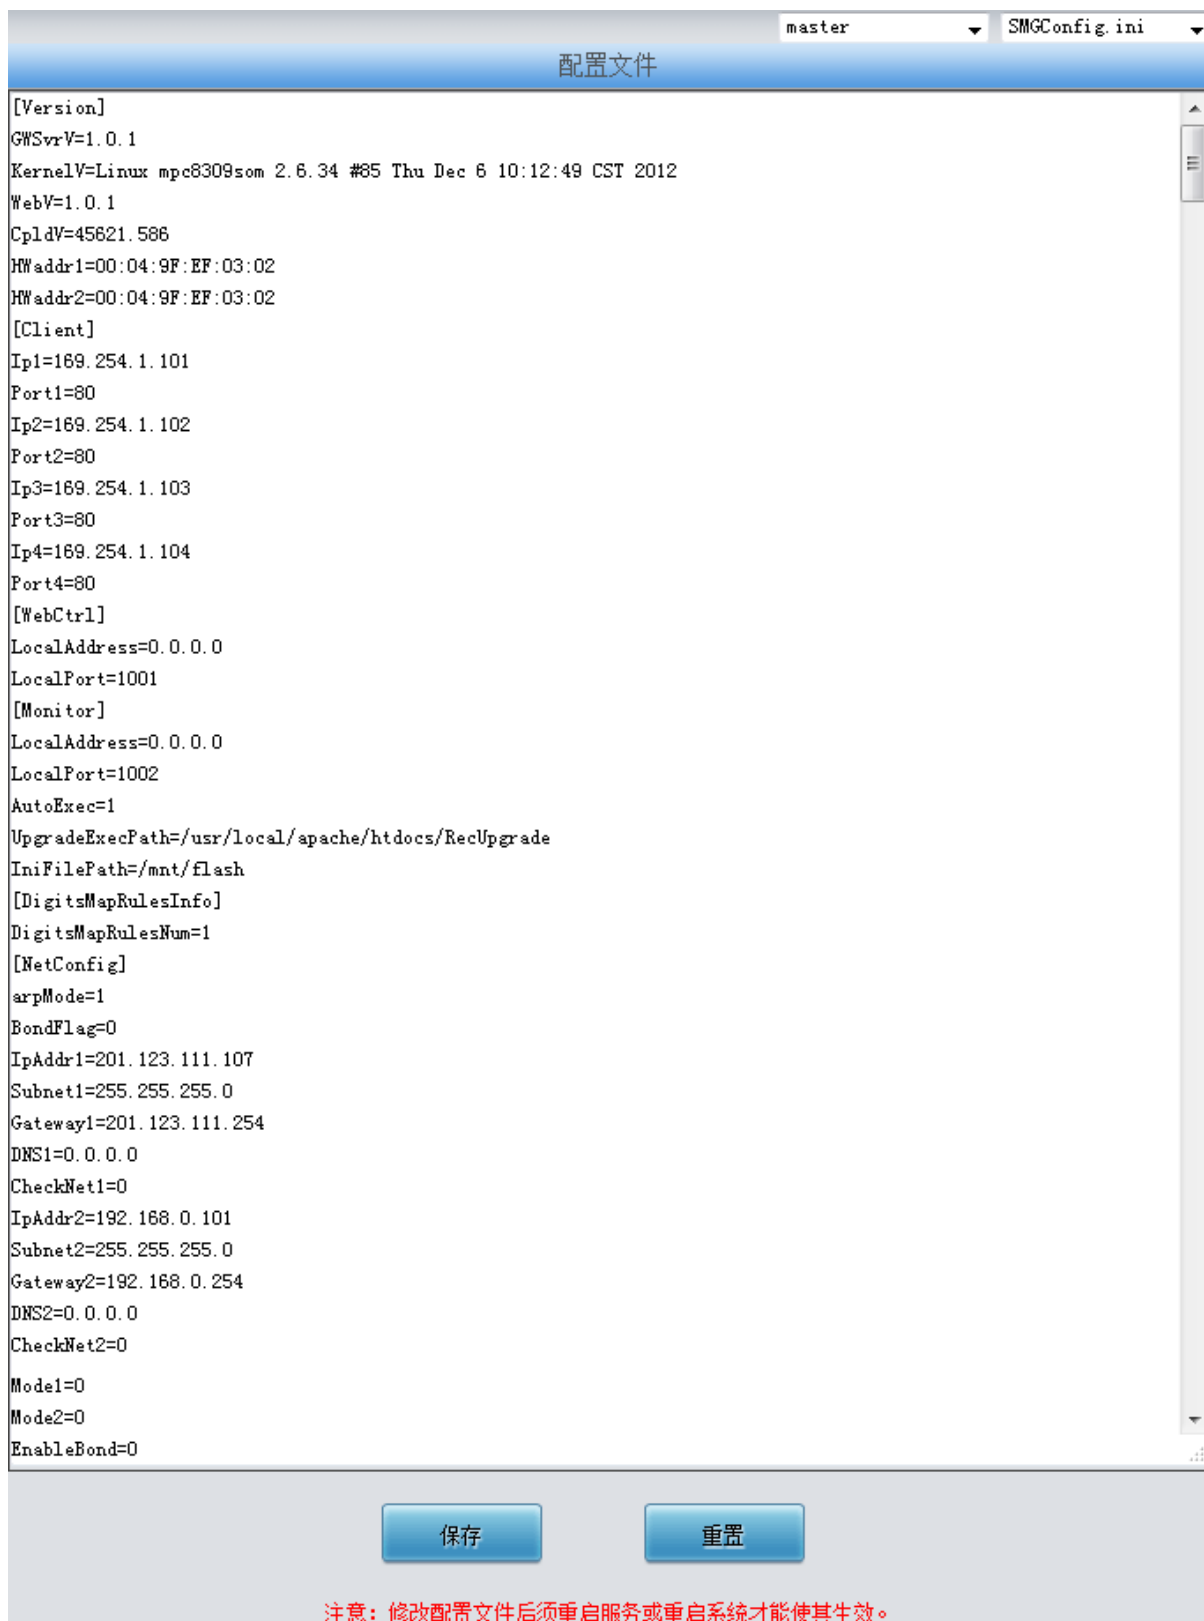 master SMGConfig.ini
配置文件
[Version]
GWSvrV=1.0.1
KernelV=Linux mpc8309som 2.6.34 #85 Thu Dec 6 10:12:49 CST 2012
WebV=1.0.1
CpldV=45621.586
HWaddr1=00:04:9F:EF:03:02
HWaddr2=00:04:9F:EF:03:02
[Client]
Ip1=169.254.1.101
Port1=80
Ip2=169.254.1.102
Port2=80
Ip3=169.254.1.103
Port3=80
Ip4=169.254.1.104
Port4=80
[WebCtrl]
LocalAddress=0.0.0.0
LocalPort=1001
[Monitor]
LocalAddress=0.0.0.0
LocalPort=1002
AutoExec=1
UpgradeExecPath=/usr/local/apache/htdocs/RecUpgrade
IniFilePath=/mnt/flash
[DigitsMapRulesInfo]
DigitsMapRulesNum=1
[NetConfig]
arpMode=1
BondFlag=0
IpAddr1=201.123.111.107
Subnet1=255.255.255.0
Gateway1=201.123.111.254
DNS1=0.0.0.0
CheckNet1=0
IpAddr2=192.168.0.101
Subnet2=255.255.255.0
Gateway2=192.168.0.254
DNS2=0.0.0.0
CheckNet2=0
Mode1=0
Mode2=0
EnableBond=0
保存 重置
注意：修改配置文件后须重启服务或重启系统才能使其生效。